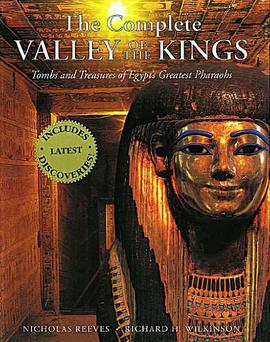 The Complete
VALLEY OF THE KINGS
Tombs and Treasures of Egypts Greatest Pharaohs
INCLUDES
LATEST
DISCOVERIES!
NICHOLAS REEVES • RICHARD H. WILKINSON